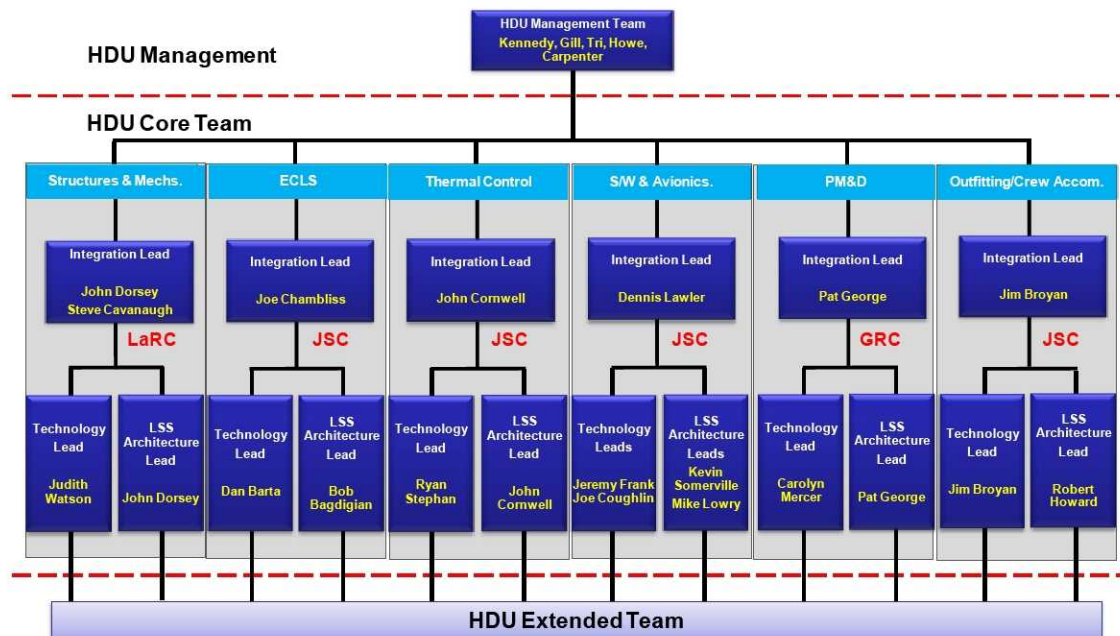 HDU Management Team
Kennedy, Gill, Tri, Howe,
Carpenter
HDU Management
HDU Core Team
Structures & Mechs.
Integration Lead
John Dorsey
Steve Cavanaugh
LaRC
Technology
Lead
Judith
Watson
LSS
Architecture
Lead
John Dorsey
ECLS
Integration Lead
Joe Chambliss
JSC
Technology
Lead
Dan Barta
LSS
Architecture
Lead
Bob
Bagdigian
Thermal Control
Integration Lead
John Cornwell
JSC
Technology
Lead
Ryan
Stephan
LSS
Architecture
Lead
John
Cornwell
S/W & Avionics.
Integration Lead
Dennis Lawler
JSC
Technology
Leads
Jeremy Frank
Joe Coughlin
LSS
Architecture
Leads
Kevin
Somerville
Mike Lowry
PM&D
Integration Lead
Pat George
GRC
Technology
Lead
Carolyn
Mercer
LSS
Architecture
Lead
Pat George
Outfitting/Crew Accom.
Integration Lead
Jim Broyan
JSC
Technology
Lead
Jim Broyan
LSS
Architecture
Lead
Robert
Howard
HDU Extended Team